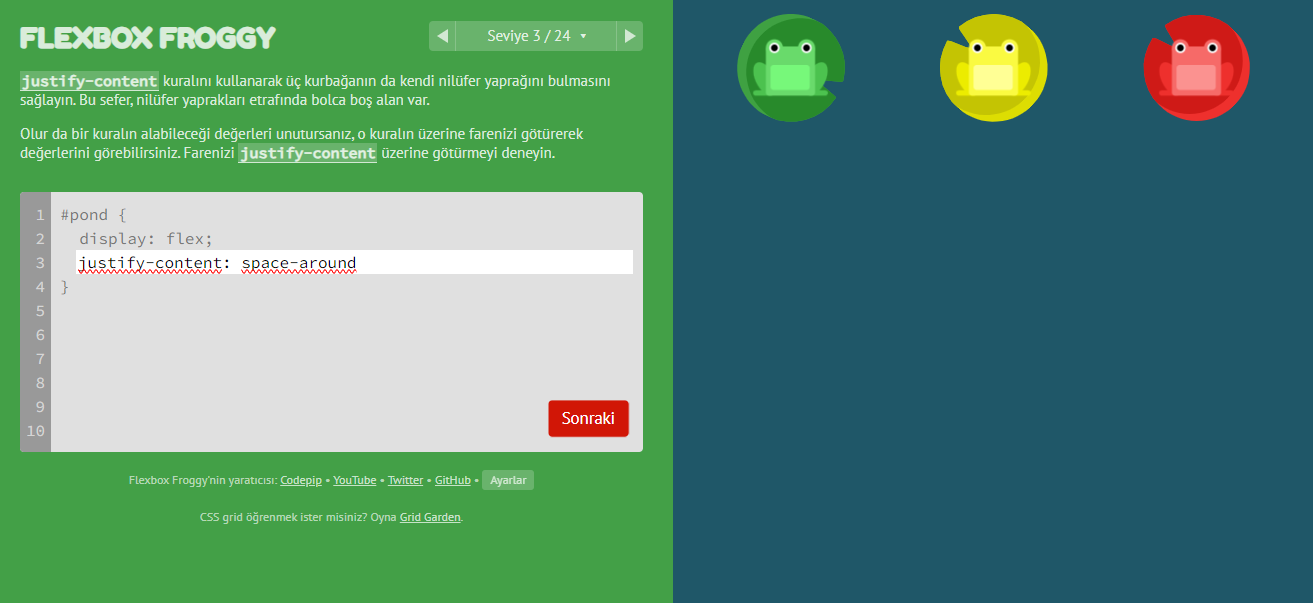 FLEXBOX FROGGY
◀ Seviye 3 / 24 ▾ ▶
justify-content kuralını kullanarak üç kurbağanın da kendi nilüfer yaprağını bulmasını
sağlayın. Bu sefer, nilüfer yaprakları etrafında bolca boş alan var.
Olur da bir kuralın alabileceği değerleri unutursanız, o kuralın üzerine farenizi götürerek
değerlerini görebilirsiniz. Farenizi justify-content üzerine götürmeyi deneyin.
1 #pond {
2 display: flex;
3 justify-content: space-around
4 }
5
6
7
8
9
10
Sonraki
Flexbox Froggy'nin yaratıcısı: Codepip • YouTube • Twitter • GitHub • Ayarlar
CSS grid öğrenmek ister misiniz? Oyna Grid Garden.